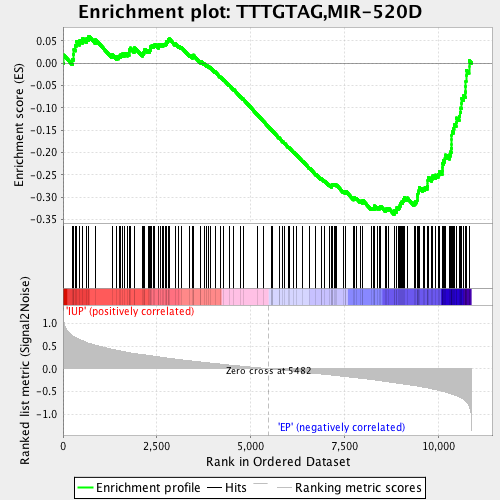 Enrichment plot: TTTGTAG,MIR-520D
Enrichment score (ES)
0.05
0.00
-0.05
-0.10
-0.15
-0.20
-0.25
-0.30
-0.35
'IUP' (positively correlated)
Ranked list metric (Signal2Noise)
1.0
0.5
0.0
-0.5
-1.0
Zero cross at 5482
'EP' (negatively correlated)
0
2,500
5,000
7,500
10,000
Rank in Ordered Dataset
Enrichment profile
Hits
Ranking metric scores